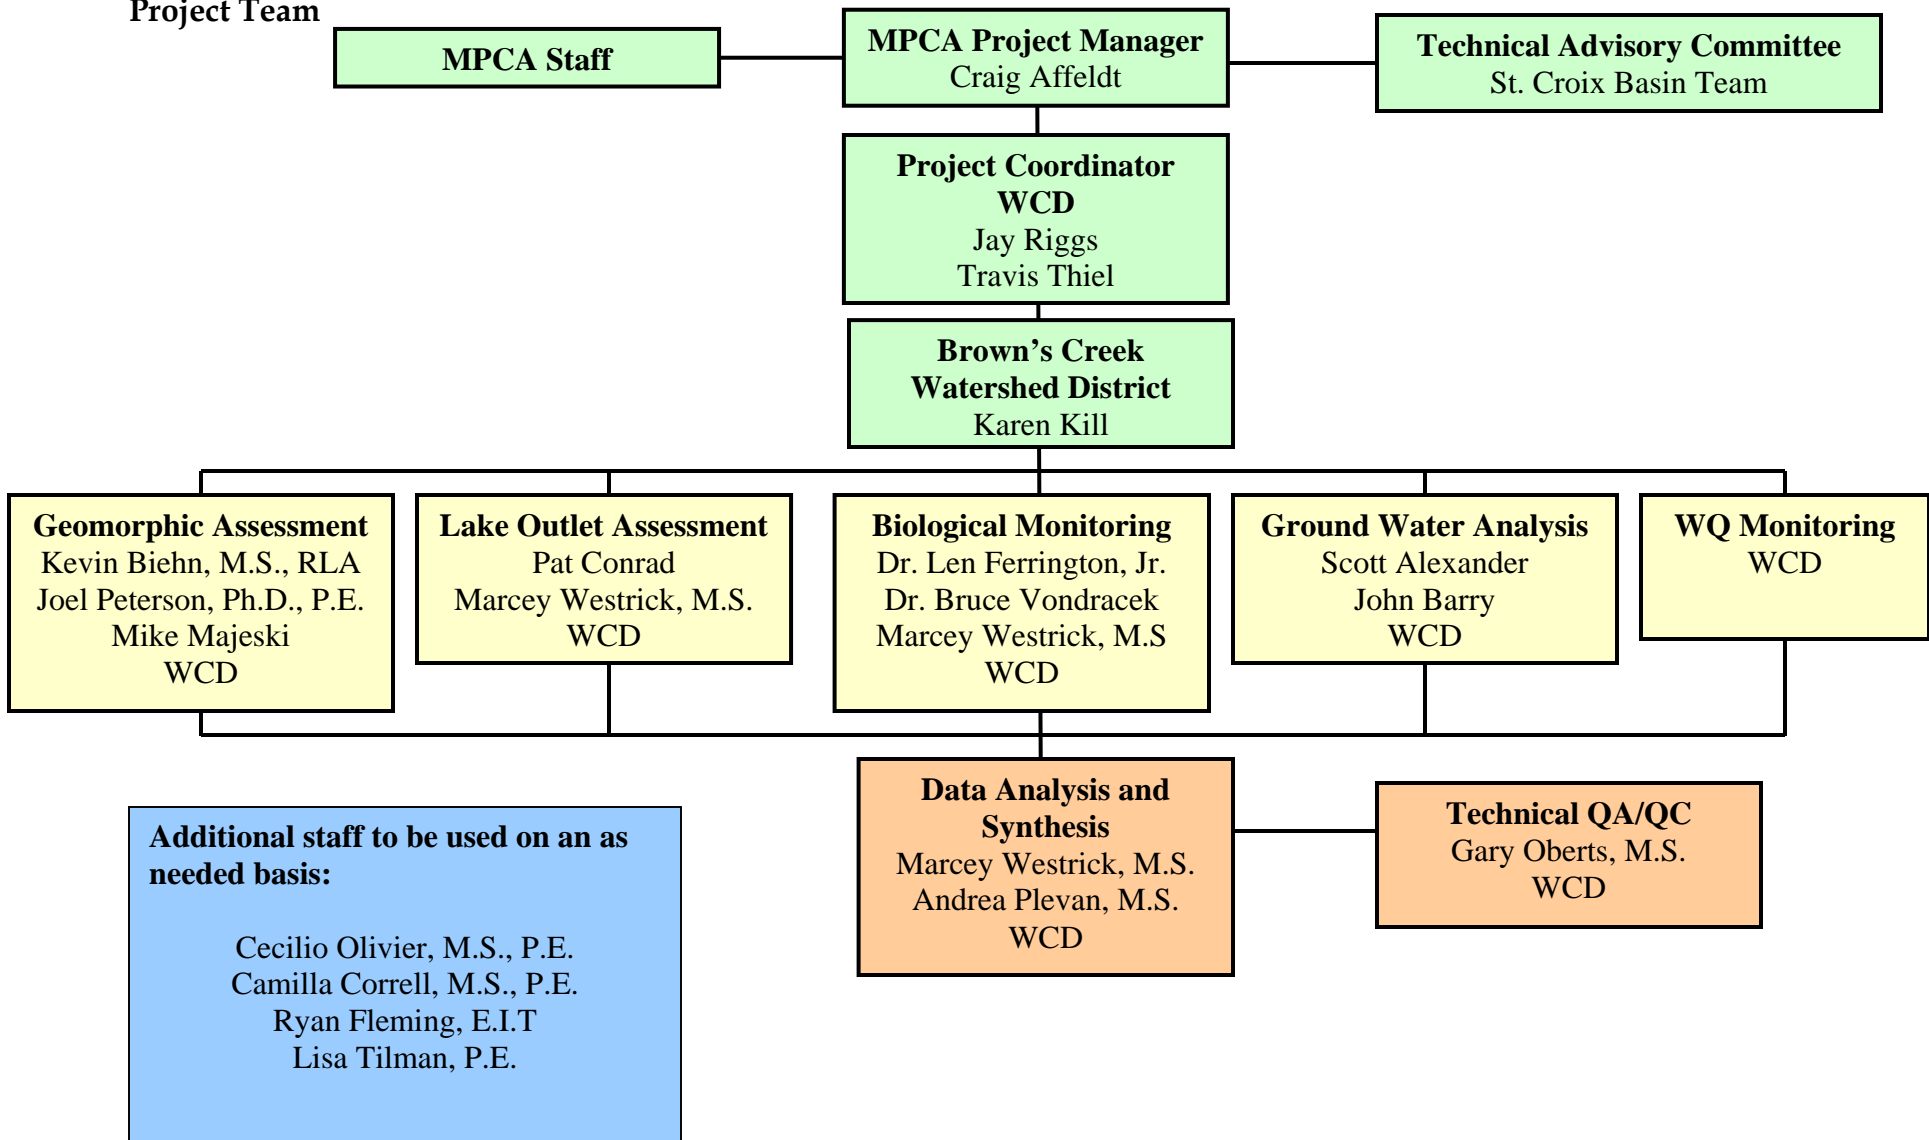 Project Team
MPCA Staff
MPCA Project Manager
Craig Affeldt
Technical Advisory Committee
St. Croix Basin Team
Project Coordinator
WCD
Jay Riggs
Travis Thiel
Brown’s Creek
Watershed District
Karen Kill
Geomorphic Assessment
Kevin Biehn, M.S., RLA
Joel Peterson, Ph.D., P.E.
Mike Majeski
WCD
Lake Outlet Assessment
Pat Conrad
Marcey Westrick, M.S.
WCD
Biological Monitoring
Dr. Len Ferrington, Jr.
Dr. Bruce Vondracek
Marcey Westrick, M.S
WCD
Ground Water Analysis
Scott Alexander
John Barry
WCD
WQ Monitoring
WCD
Data Analysis and
Synthesis
Marcey Westrick, M.S.
Andrea Plevan, M.S.
WCD
Technical QA/QC
Gary Oberts, M.S.
WCD
Additional staff to be used on an as
needed basis:
Cecilio Olivier, M.S., P.E.
Camilla Correll, M.S., P.E.
Ryan Fleming, E.I.T
Lisa Tilman, P.E.